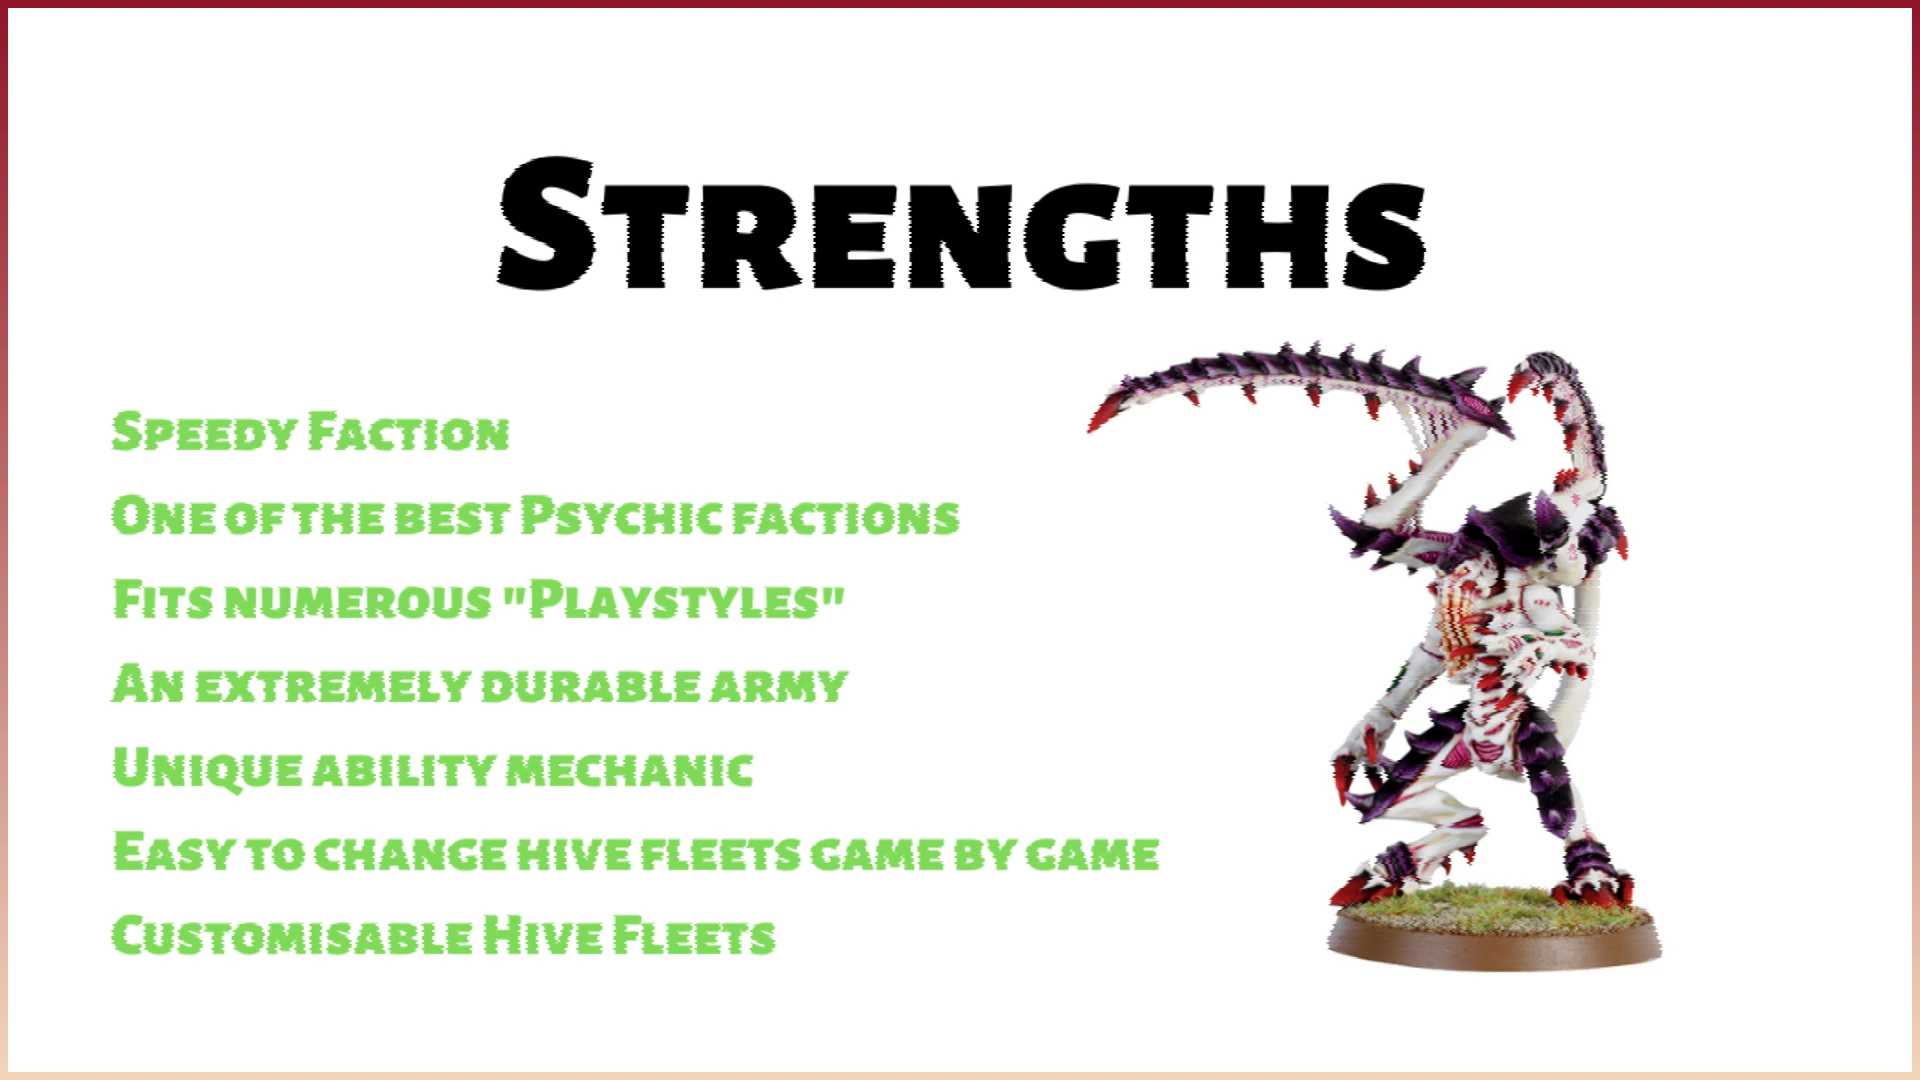 Strengths
Speedy Faction
One of the best Psychic factions
Fits numerous "Playstyles"
An extremely durable army
Unique ability mechanic
Easy to change hive fleets game by game
Customisable Hive Fleets